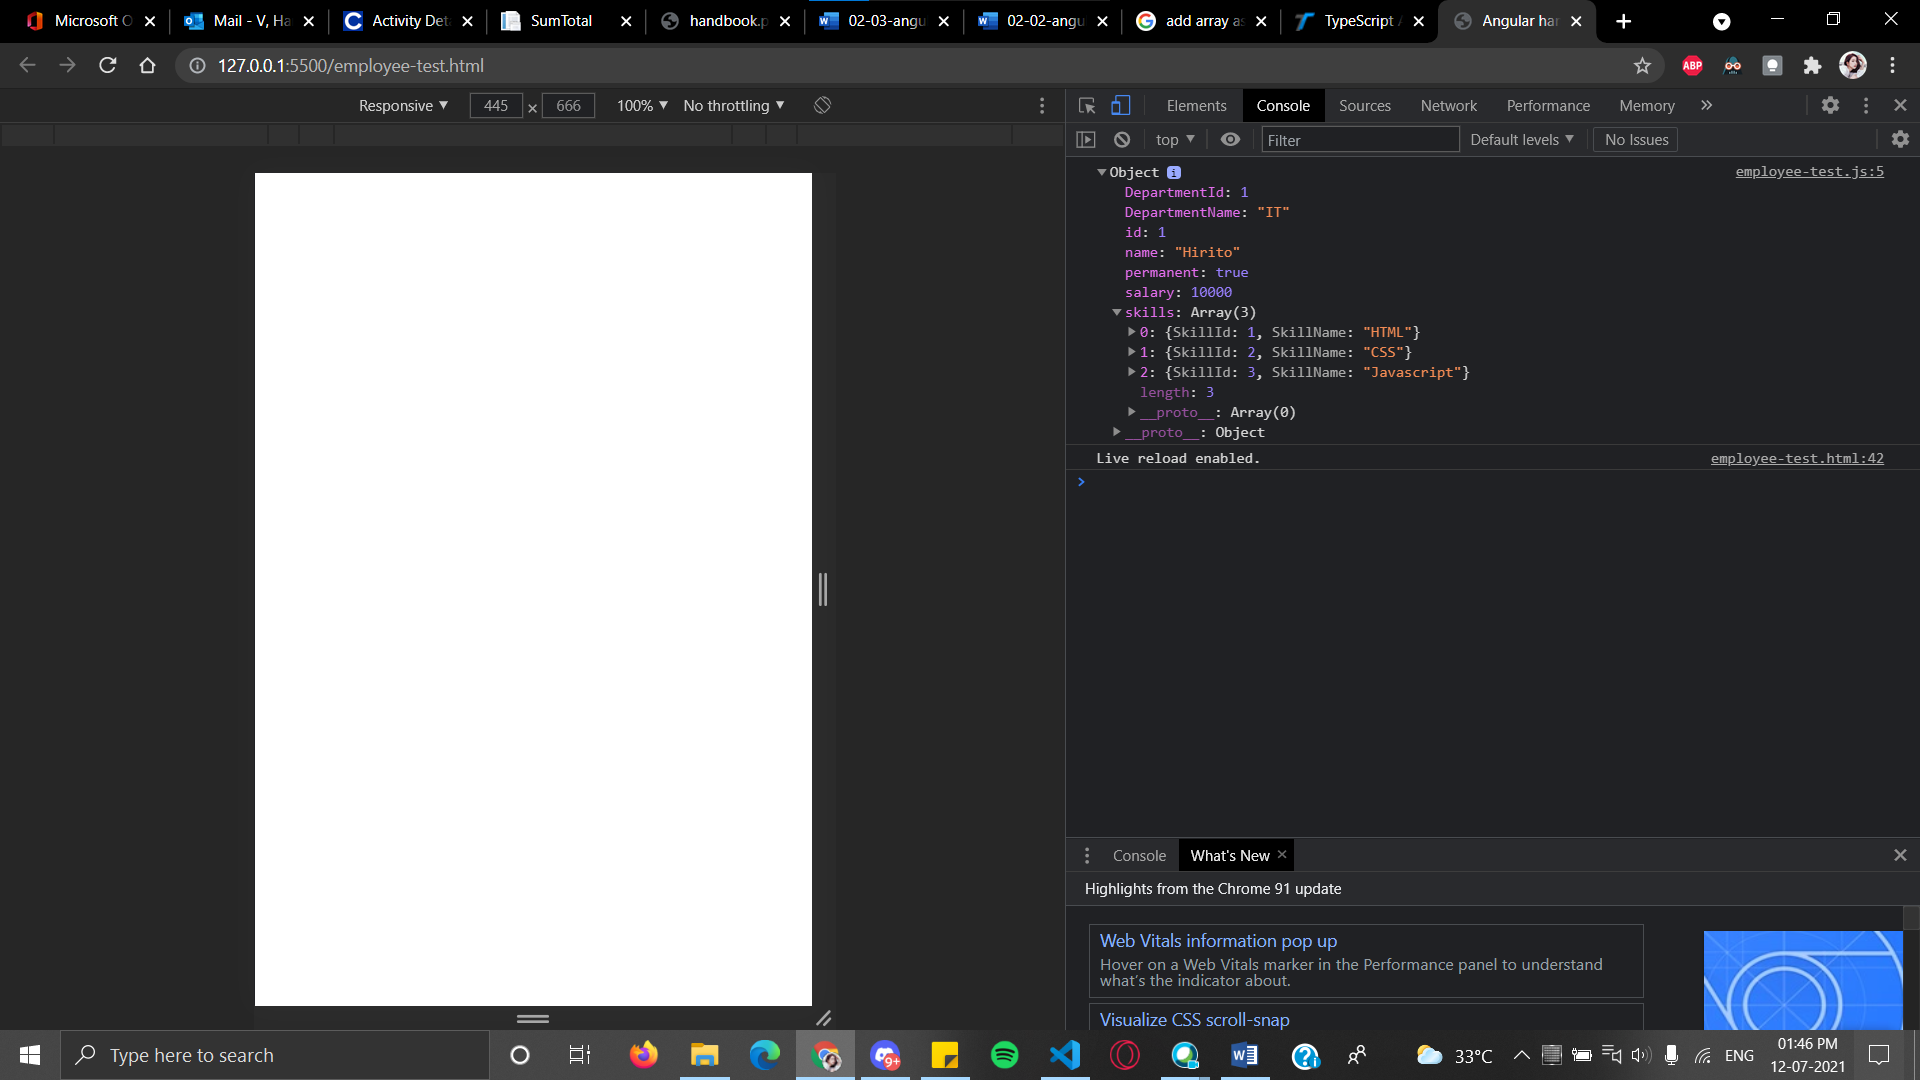 Microsoft O
Mail - V, Ha
Activity Det
SumTotal
handbook.p
02-03-angu
02-02-angu
add array as
TypeScript
Angular han
127.0.0.1:5500/employee-test.html
ABP
Responsive ▼ 445 × 666 100% ▼ No throttling ▼
Elements Console Sources Network Performance Memory »
top ▼ Filter Default levels ▼ No Issues
▼Object i employee-test.js:5
DepartmentId: 1
DepartmentName: "IT"
id: 1
name: "Hirito"
permanent: true
salary: 10000
▼skills: Array(3)
▶0: {SkillId: 1, SkillName: "HTML"}
▶1: {SkillId: 2, SkillName: "CSS"}
▶2: {SkillId: 3, SkillName: "Javascript"}
length: 3
▶__proto__: Array(0)
▶__proto__: Object
Live reload enabled. employee-test.html:42
>
Console What's New ×
Highlights from the Chrome 91 update
Web Vitals information pop up
Hover on a Web Vitals marker in the Performance panel to understand
what's the indicator about.
Visualize CSS scroll-snap
Type here to search
9+
33°C
ENG
01:46 PM
12-07-2021